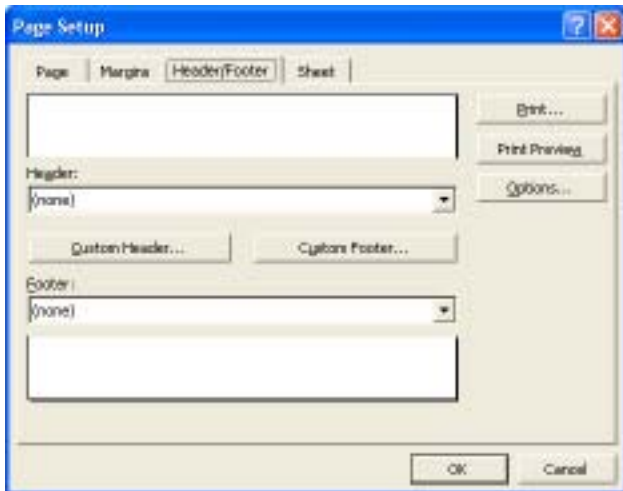 Page Setup
Page Margins Header/Footer Sheet
Print...
Print Preview
Header:
Options...
(none)
Custom Header... Custom Footer...
Footer:
(none)
OK Cancel